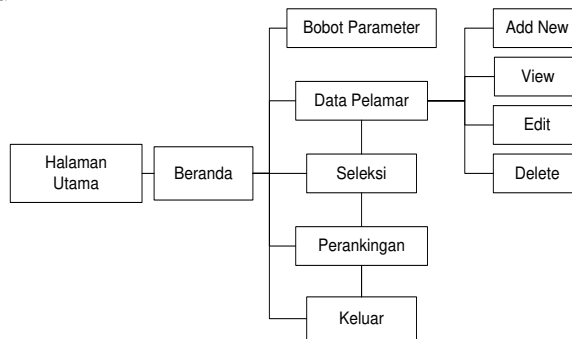 Halaman
Utama
Beranda
Bobot Parameter
Data Pelamar
Seleksi
Perankingan
Keluar
Add New
View
Edit
Delete